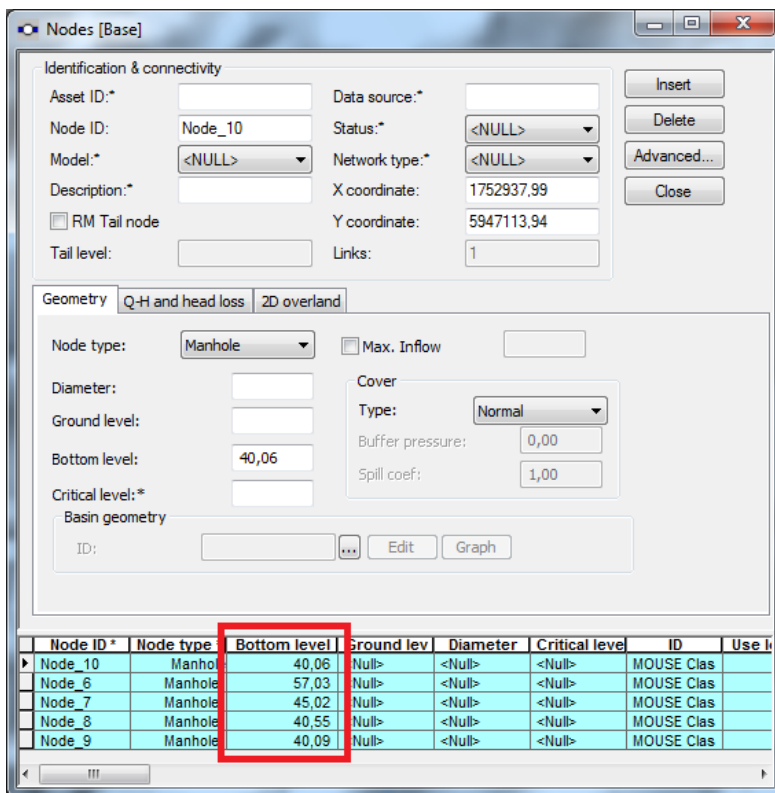 Nodes [Base]
Identification & connectivity
Asset ID:* Data source:* Insert
Node ID: Node_10 Status:* <NULL> Delete
Model:* <NULL> Network type:* <NULL> Advanced...
Description:* X coordinate: 1752937,99 Close
RM Tail node Y coordinate: 5947113,94
Tail level: Links: 1
Geometry Q-H and head loss 2D overland
Node type: Manhole Max. Inflow
Diameter: Cover
Ground level: Type: Normal
Buffer pressure: 0,00
Bottom level: 40,06
Spill coef: 1,00
Critical level:*
Basin geometry
ID: ... Edit Graph
Node ID * Node type * Bottom level Ground lev Diameter Critical level ID Use l
Node_10 Manhole 40,06 <Null> <Null> <Null> MOUSE Clas
Node_6 Manhole 57,03 <Null> <Null> <Null> MOUSE Clas
Node_7 Manhole 45,02 <Null> <Null> <Null> MOUSE Clas
Node_8 Manhole 40,55 <Null> <Null> <Null> MOUSE Clas
Node_9 Manhole 40,09 <Null> <Null> <Null> MOUSE Clas